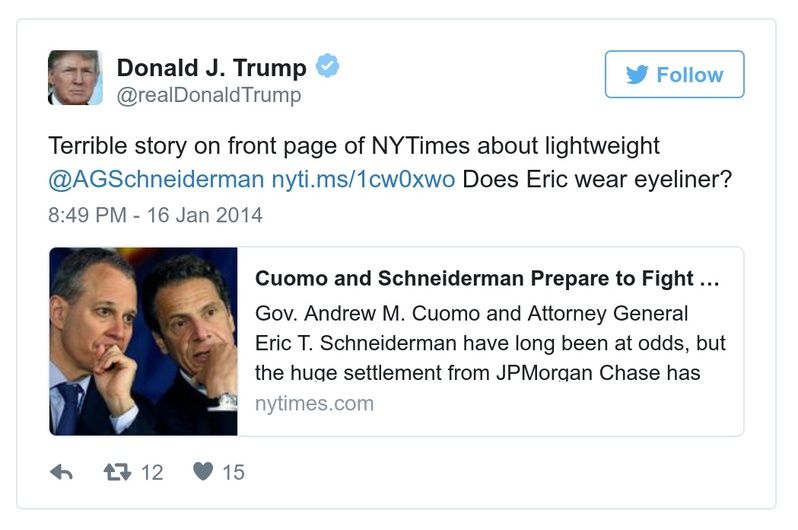 Donald J. Trump
@realDonaldTrump
Follow
Terrible story on front page of NYTimes about lightweight
@AGSchneiderman nyti.ms/1cw0xwo Does Eric wear eyeliner?
8:49 PM - 16 Jan 2014
Cuomo and Schneiderman Prepare to Fight ...
Gov. Andrew M. Cuomo and Attorney General
Eric T. Schneiderman have long been at odds, but
the huge settlement from JPMorgan Chase has
nytimes.com
12
15